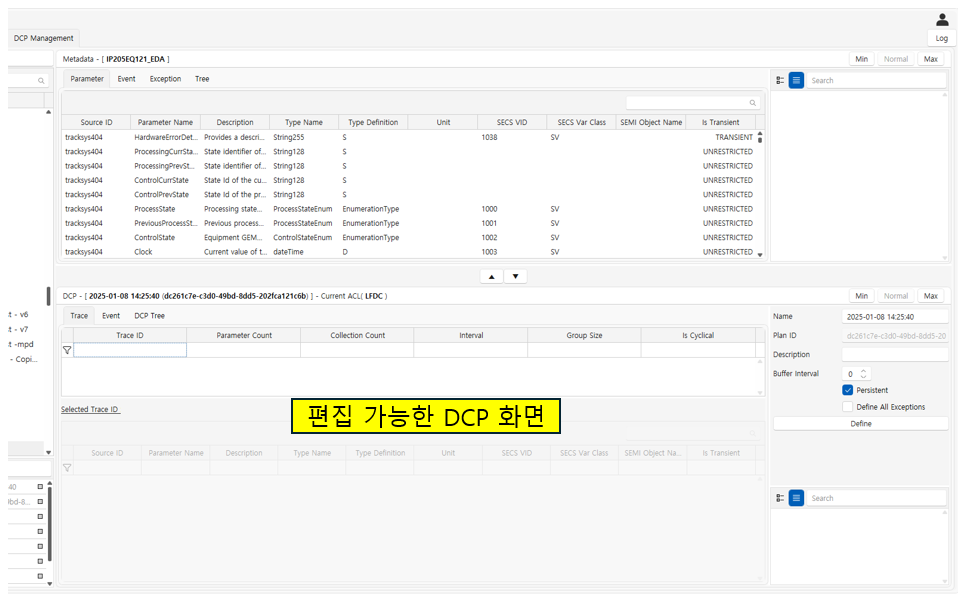 DCP Management
Log
Metadata - [ IP205EQ121_EDA ]
Min Normal Max
Parameter Event Exception Tree
Search
Source ID Parameter Name Description Type Name Type Definition Unit SECS VID SECS Var Class SEMI Object Name Is Transient
tracksys404 HardwareErrorDet... Provides a descri... String255 S 1038 SV TRANSIENT
tracksys404 ProcessingCurrSta... State identifier of... String128 S UNRESTRICTED
tracksys404 ProcessingPrevSt... State identifier of... String128 S UNRESTRICTED
tracksys404 ControlCurrState State Id of the cu... String128 S UNRESTRICTED
tracksys404 ControlPrevState State Id of the pr... String128 S UNRESTRICTED
tracksys404 ProcessState Processing state... ProcessStateEnum EnumerationType 1000 SV UNRESTRICTED
tracksys404 PreviousProcessSt... Previous process... ProcessStateEnum EnumerationType 1001 SV UNRESTRICTED
tracksys404 ControlState Equipment GEM... ControlStateEnum EnumerationType 1002 SV UNRESTRICTED
tracksys404 Clock Current value of t... dateTime D 1003 SV UNRESTRICTED
DCP - [ 2025-01-08 14:25:40 (dc261c7e-c3d0-49bd-8dd5-202fca121c6b) ] - Current ACL( LFDC )
Min Normal Max
Trace Event DCP Tree
Trace ID Parameter Count Collection Count Interval Group Size Is Cyclical
Selected Trace ID
편집 가능한 DCP 화면
Source ID Parameter Name Description Type Name Type Definition Unit SECS VID SECS Var Class SEMI Object Na... Is Transient
Name 2025-01-08 14:25:40
Plan ID dc261c7e-c3d0-49bd-8dd5-20
Description
Buffer Interval 0
Persistent
Define All Exceptions
Define
Search
t - v6
t - v7
t -mpd
- Copi...
40
9bd-8...